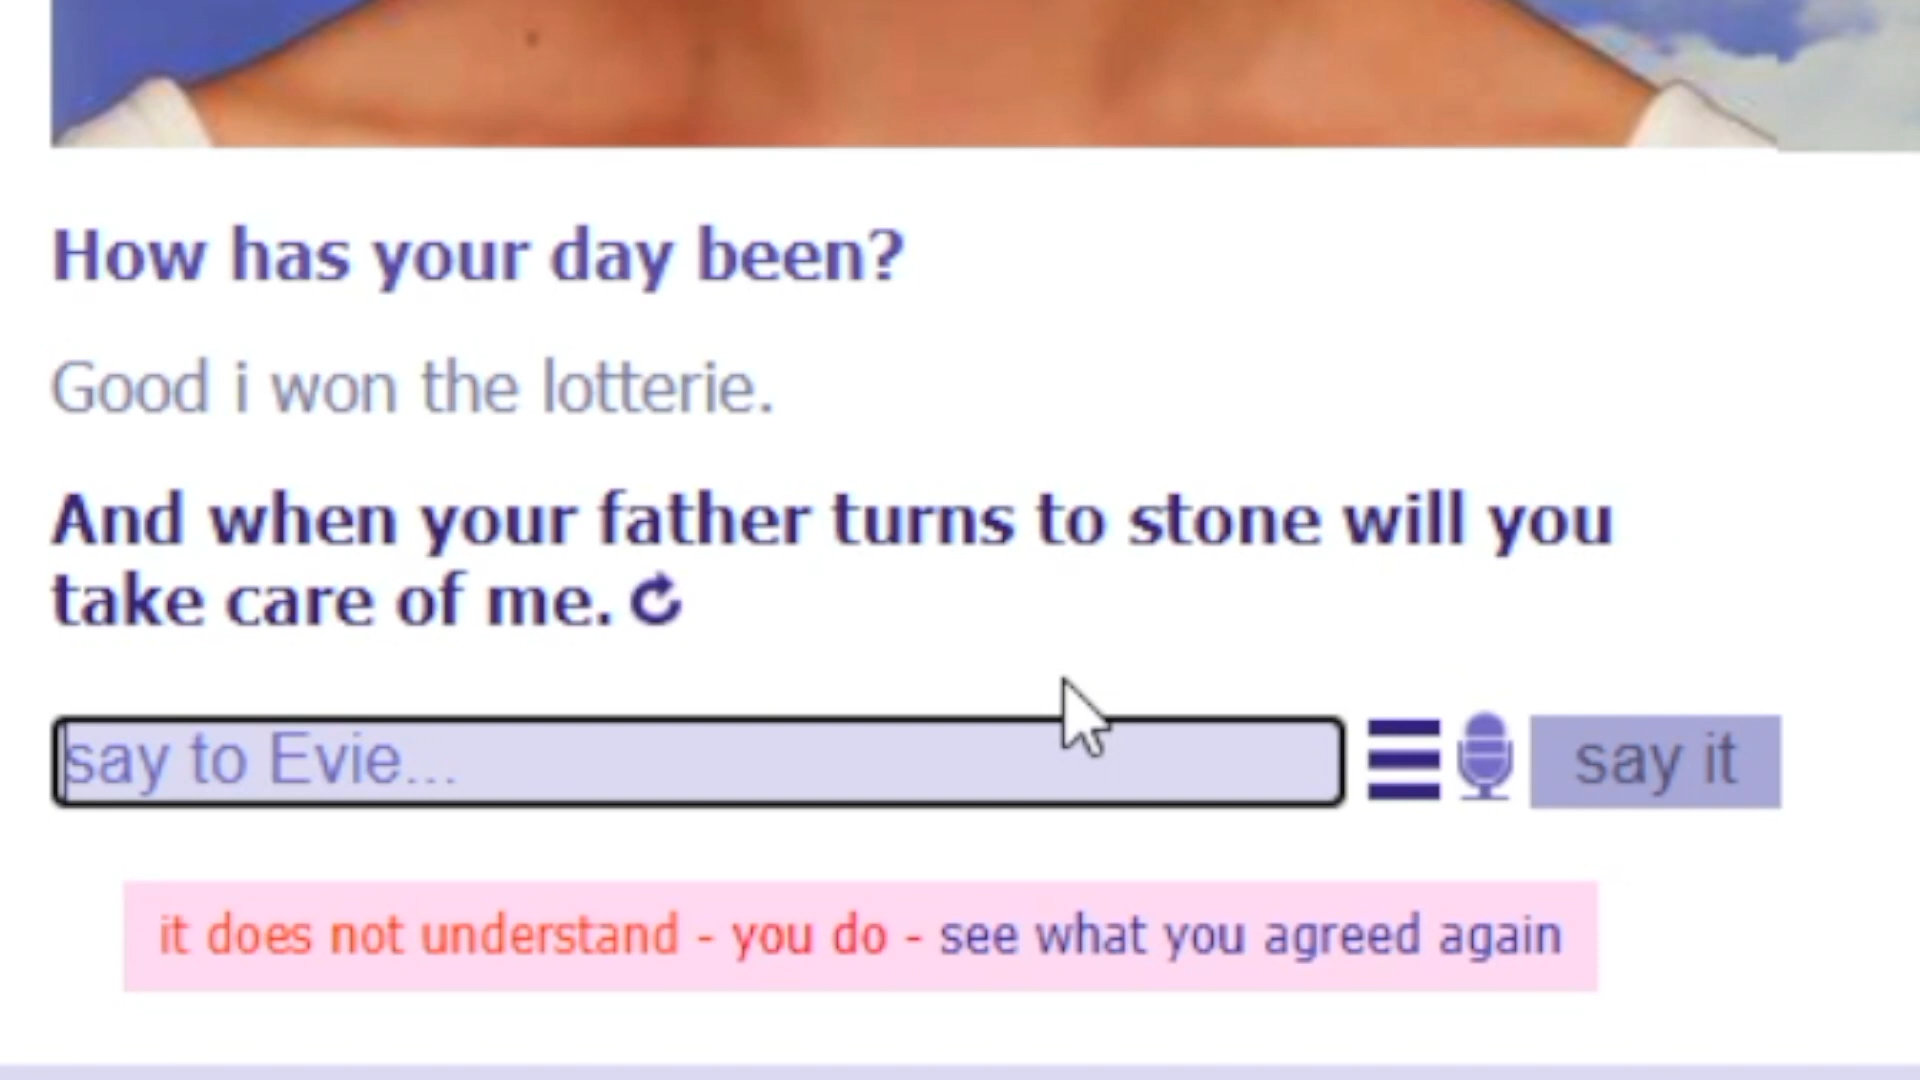 How has your day been?
Good i won the lotterie.
And when your father turns to stone will you
take care of me.
say to Evie...
say it
it does not understand - you do - see what you agreed again